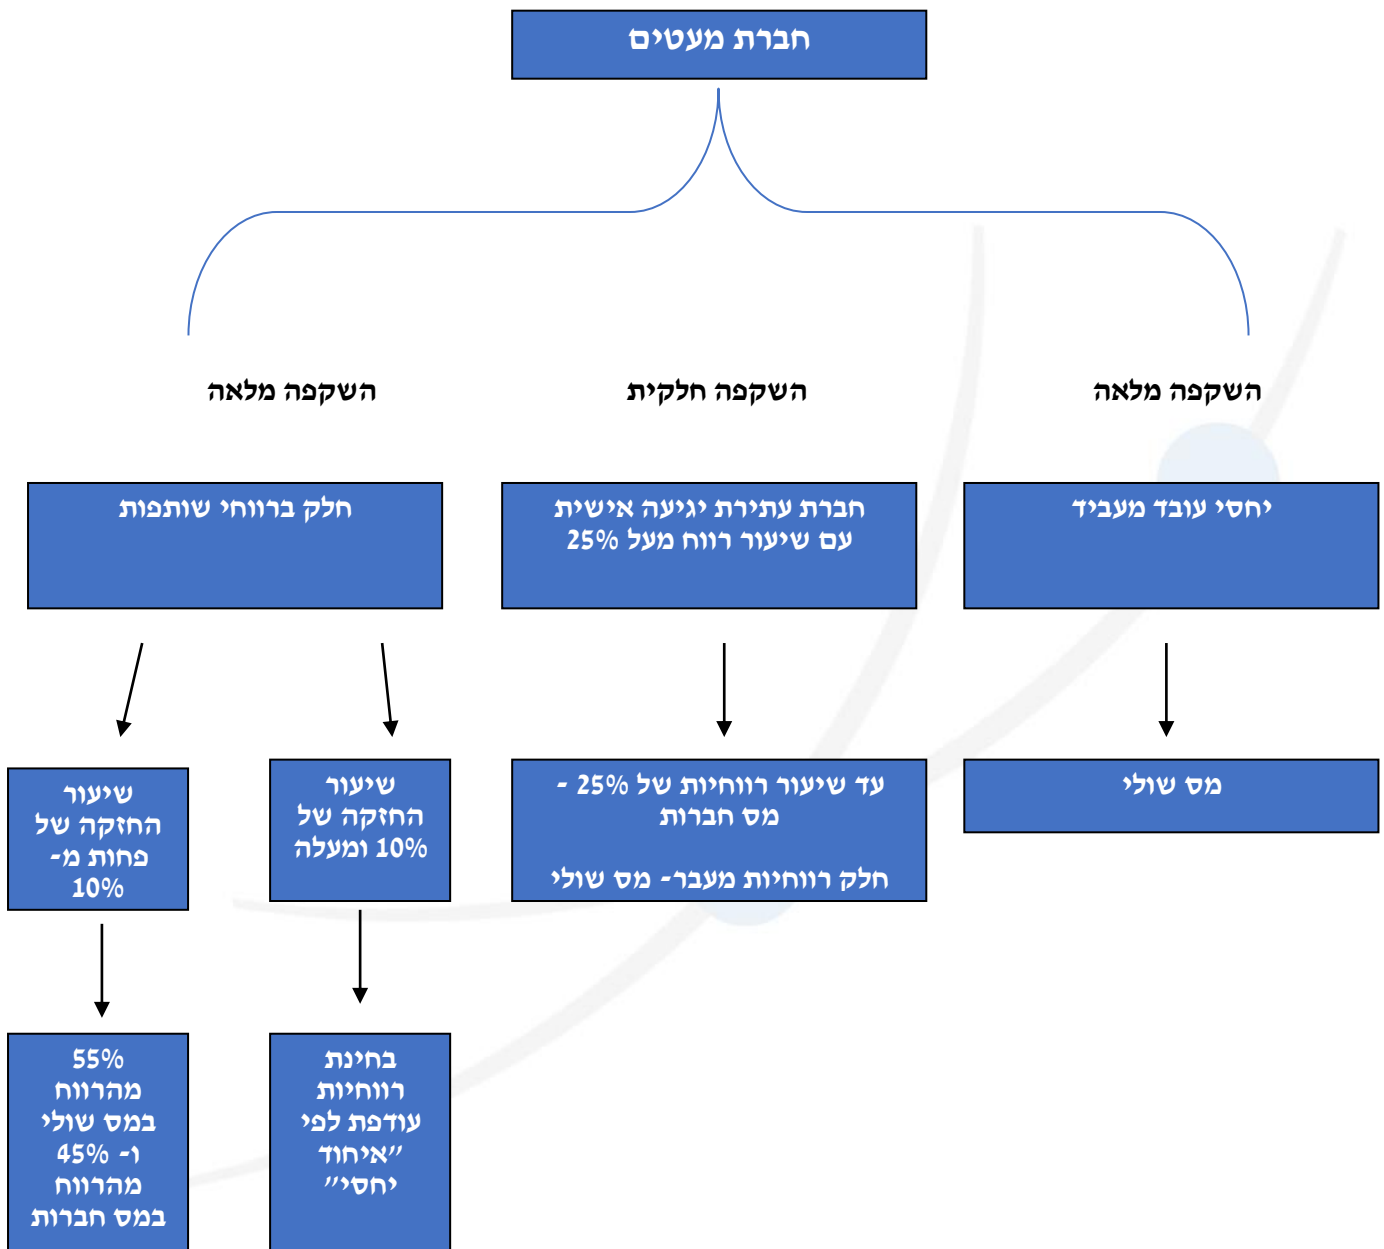 חברת מעטים
השקפה מלאה
השקפה חלקית
השקפה מלאה
יחסי עובד מעביד
חברת עתירת יגיעה אישית
עם שיעור רווח מעל 25%
חלק ברווחי שותפות
מס שולי
עד שיעור רווחיות של 25% -
מס חברות
חלק רווחיות מעבר- מס שולי
שיעור
החזקה של
10% ומעלה
שיעור
החזקה של
פחות מ-
10%
בחינת
רווחיות
עודפת לפי
"איחוד
יחסי"
55%
מהרווח
במס שולי
ו- 45%
מהרווח
במס חברות